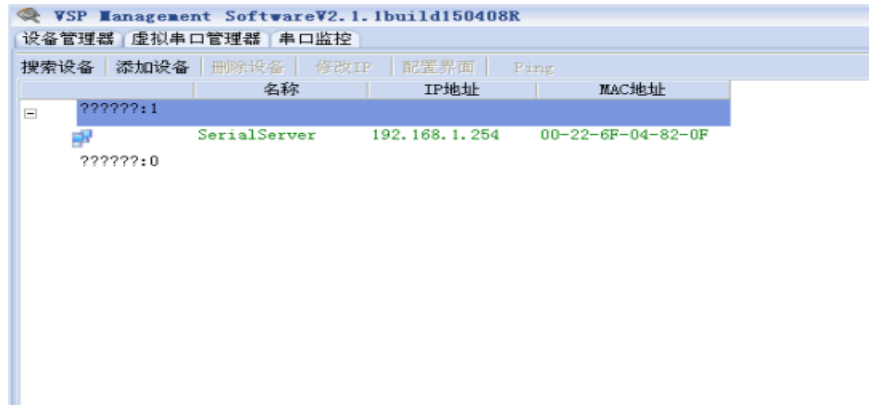 VSP Management SoftwareV2.1.1build150408R
设备管理器 虚拟串口管理器 串口监控
搜索设备 添加设备 删除设备 修改IP 配置界面 Ping
名称 IP地址 MAC地址
??????:1
SerialServer 192.168.1.254 00-22-6F-04-82-0F
??????:0